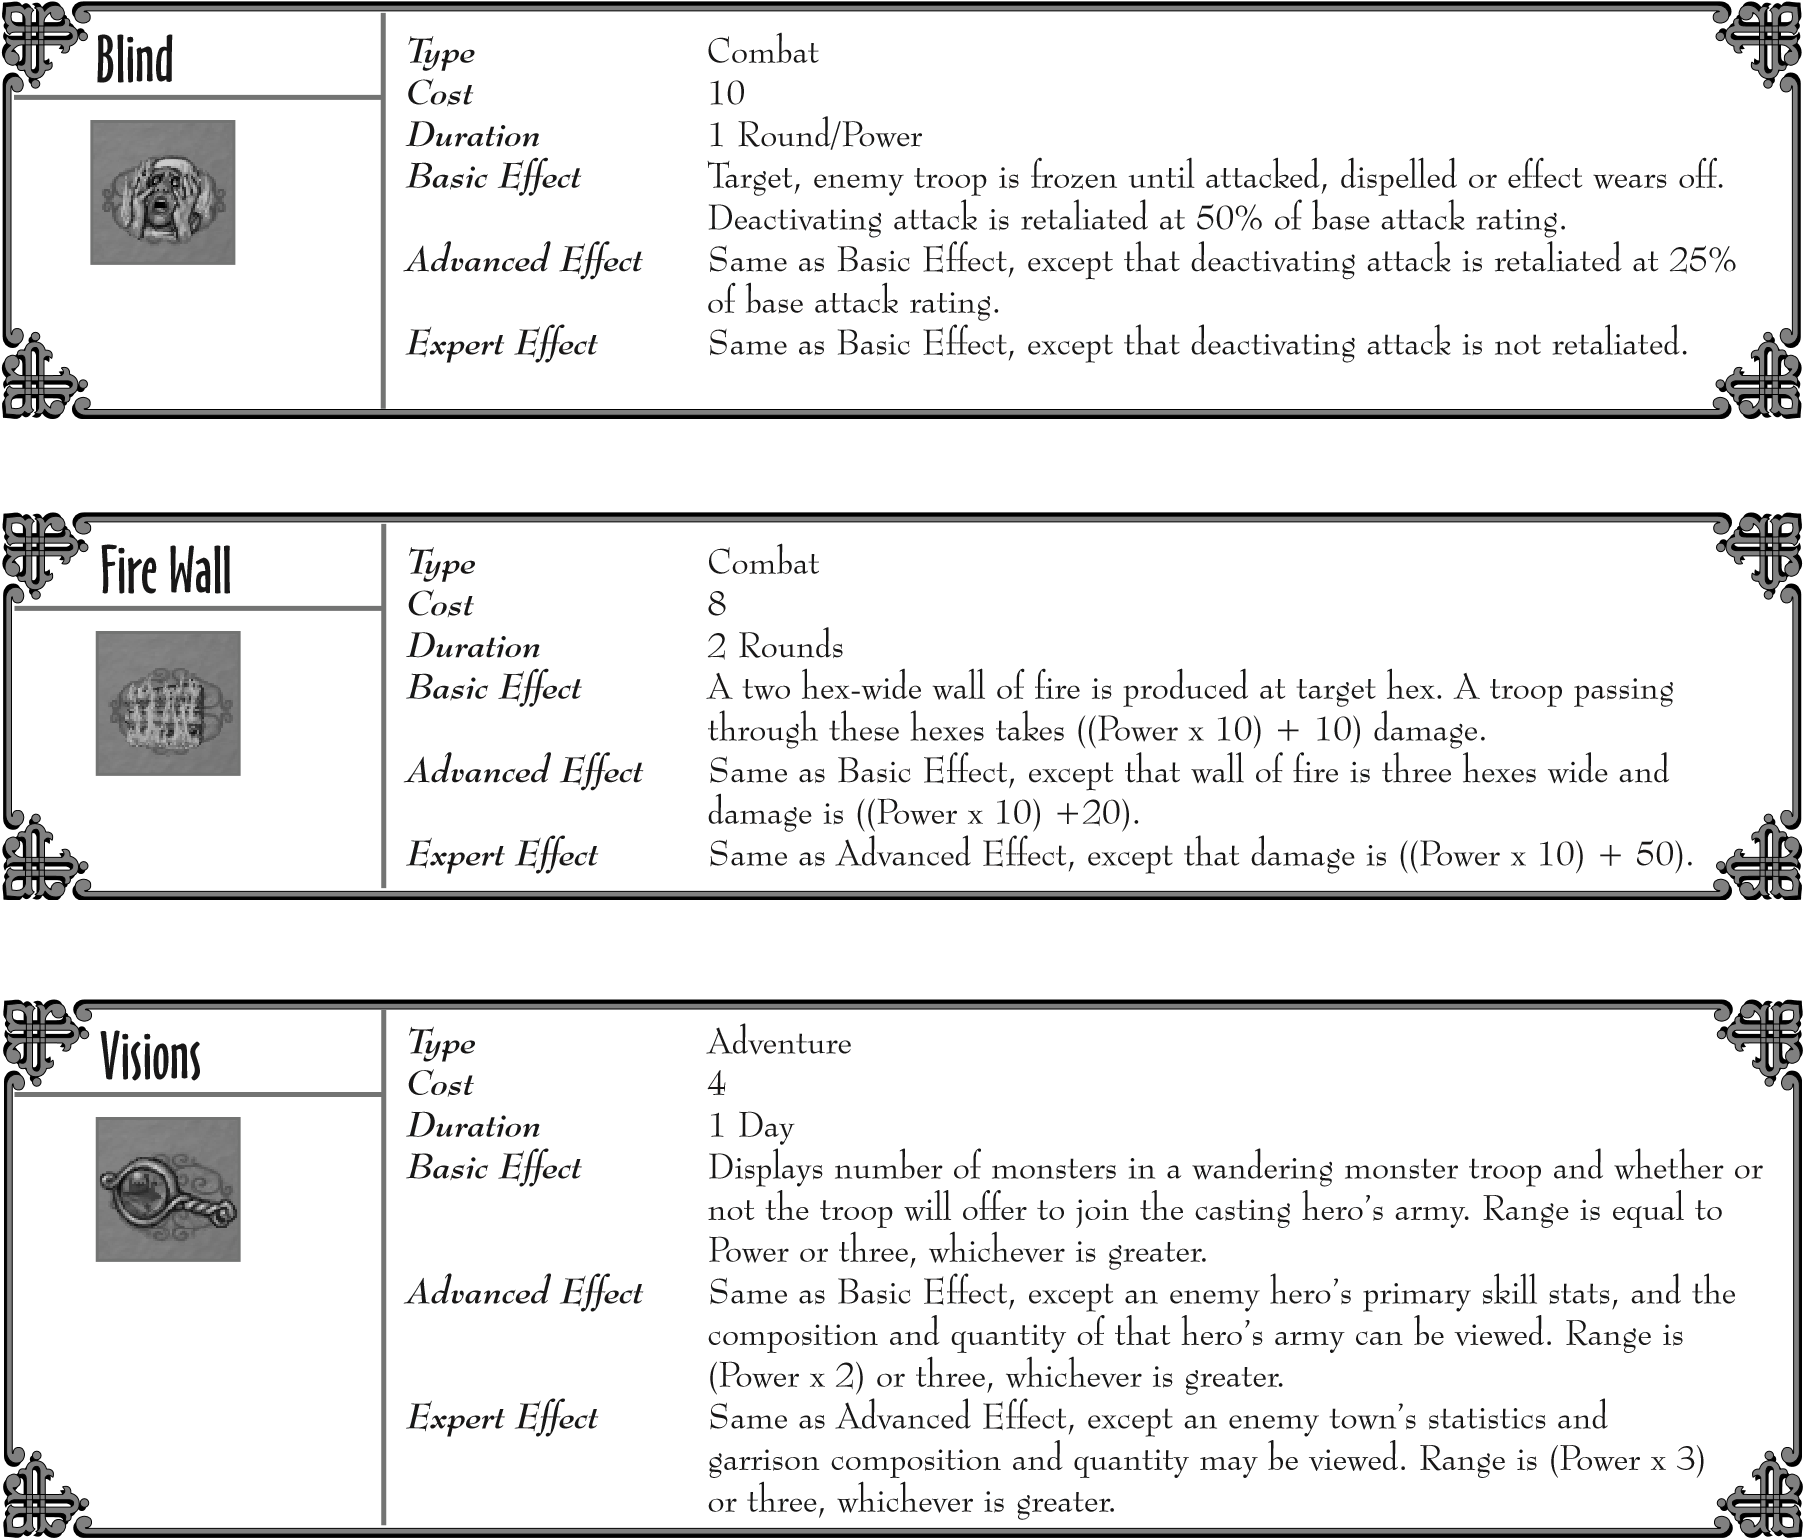 Blind
Type Combat
Cost 10
Duration 1 Round/Power
Basic Effect Target, enemy troop is frozen until attacked, dispelled or effect wears off.
Deactivating attack is retaliated at 50% of base attack rating.
Advanced Effect Same as Basic Effect, except that deactivating attack is retaliated at 25%
of base attack rating.
Expert Effect Same as Basic Effect, except that deactivating attack is not retaliated.
Fire Wall
Type Combat
Cost 8
Duration 2 Rounds
Basic Effect A two hex-wide wall of fire is produced at target hex. A troop passing
through these hexes takes ((Power x 10) + 10) damage.
Advanced Effect Same as Basic Effect, except that wall of fire is three hexes wide and
damage is ((Power x 10) +20).
Expert Effect Same as Advanced Effect, except that damage is ((Power x 10) + 50).
Visions
Type Adventure
Cost 4
Duration 1 Day
Basic Effect Displays number of monsters in a wandering monster troop and whether or
not the troop will offer to join the casting hero's army. Range is equal to
Power or three, whichever is greater.
Advanced Effect Same as Basic Effect, except an enemy hero's primary skill stats, and the
composition and quantity of that hero's army can be viewed. Range is
(Power x 2) or three, whichever is greater.
Expert Effect Same as Advanced Effect, except an enemy town's statistics and
garrison composition and quantity may be viewed. Range is (Power x 3)
or three, whichever is greater.